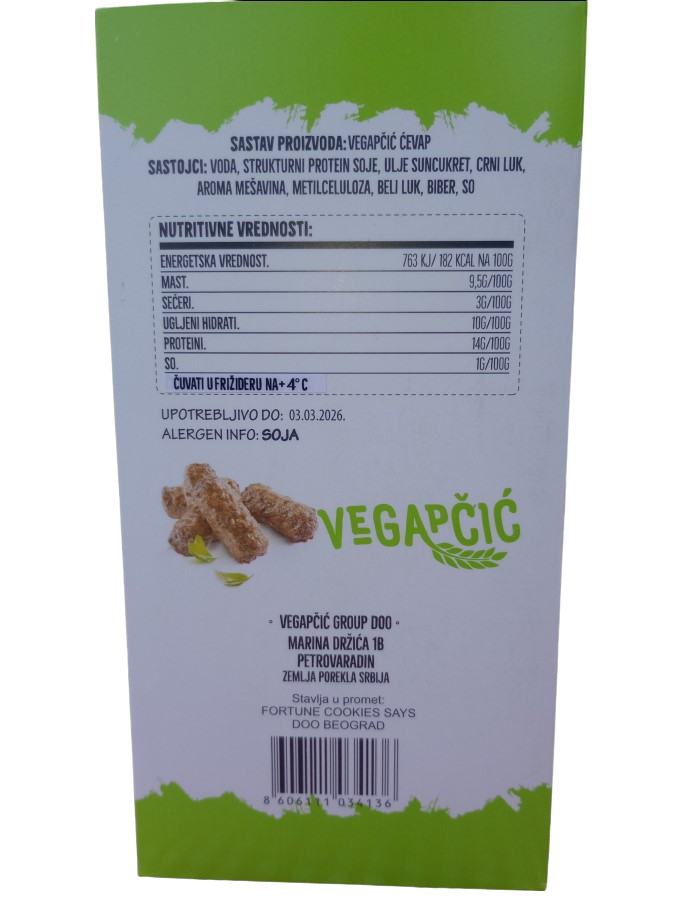 SASTAV PROIZVODA: VEGAPČIĆ ĆEVAP
SASTOJCI: VODA, STRUKTURNI PROTEIN SOJE, ULJE SUNCUKRET, CRNI LUK,
AROMA MEŠAVINA, METILCELULOZA, BELI LUK, BIBER, SO
NUTRITIVNE VREDNOSTI:
ENERGETSKA VREDNOST. 763 KJ/ 182 KCAL NA 100G
MAST. 9,5G/100G
SEĆERI. 3G/100G
UGLJENI HIDRATI. 10G/100G
PROTEINI. 14G/100G
SO. 1G/100G
ČUVATI U FRIŽIDERU NA +4°C
UPOTREBLJIVO DO: 03.03.2026.
ALERGEN INFO: SOJA
VEGAPČIĆ
• VEGAPČIĆ GROUP DOO •
MARINA DRŽIĆA 1B
PETROVARADIN
ZEMLJA POREKLA SRBIJA
Stavlja u promet:
FORTUNE COOKIES SAYS
DOO BEOGRAD
8 606111 034136